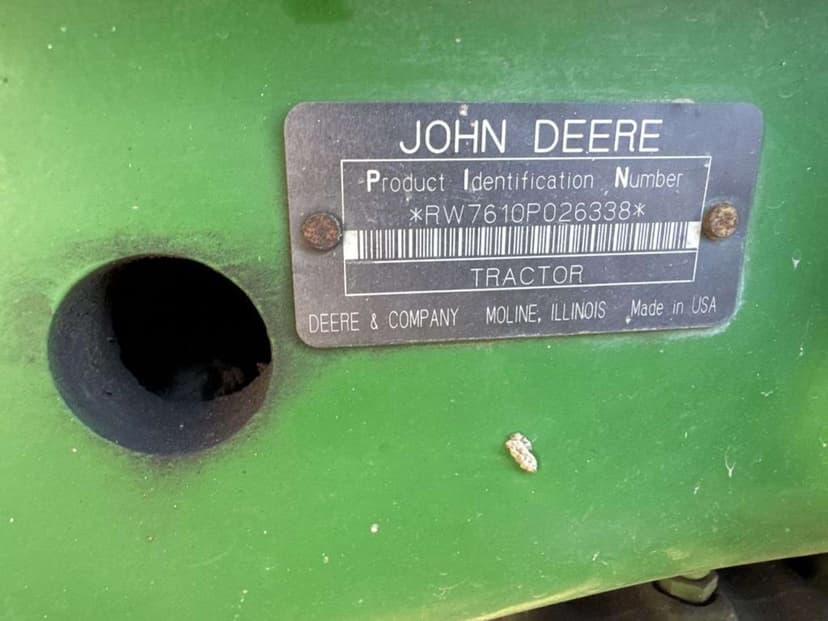 JOHN DEERE
Product Identification Number
*RW7610P026338*
TRACTOR
DEERE & COMPANY MOLINE, ILLINOIS Made in USA